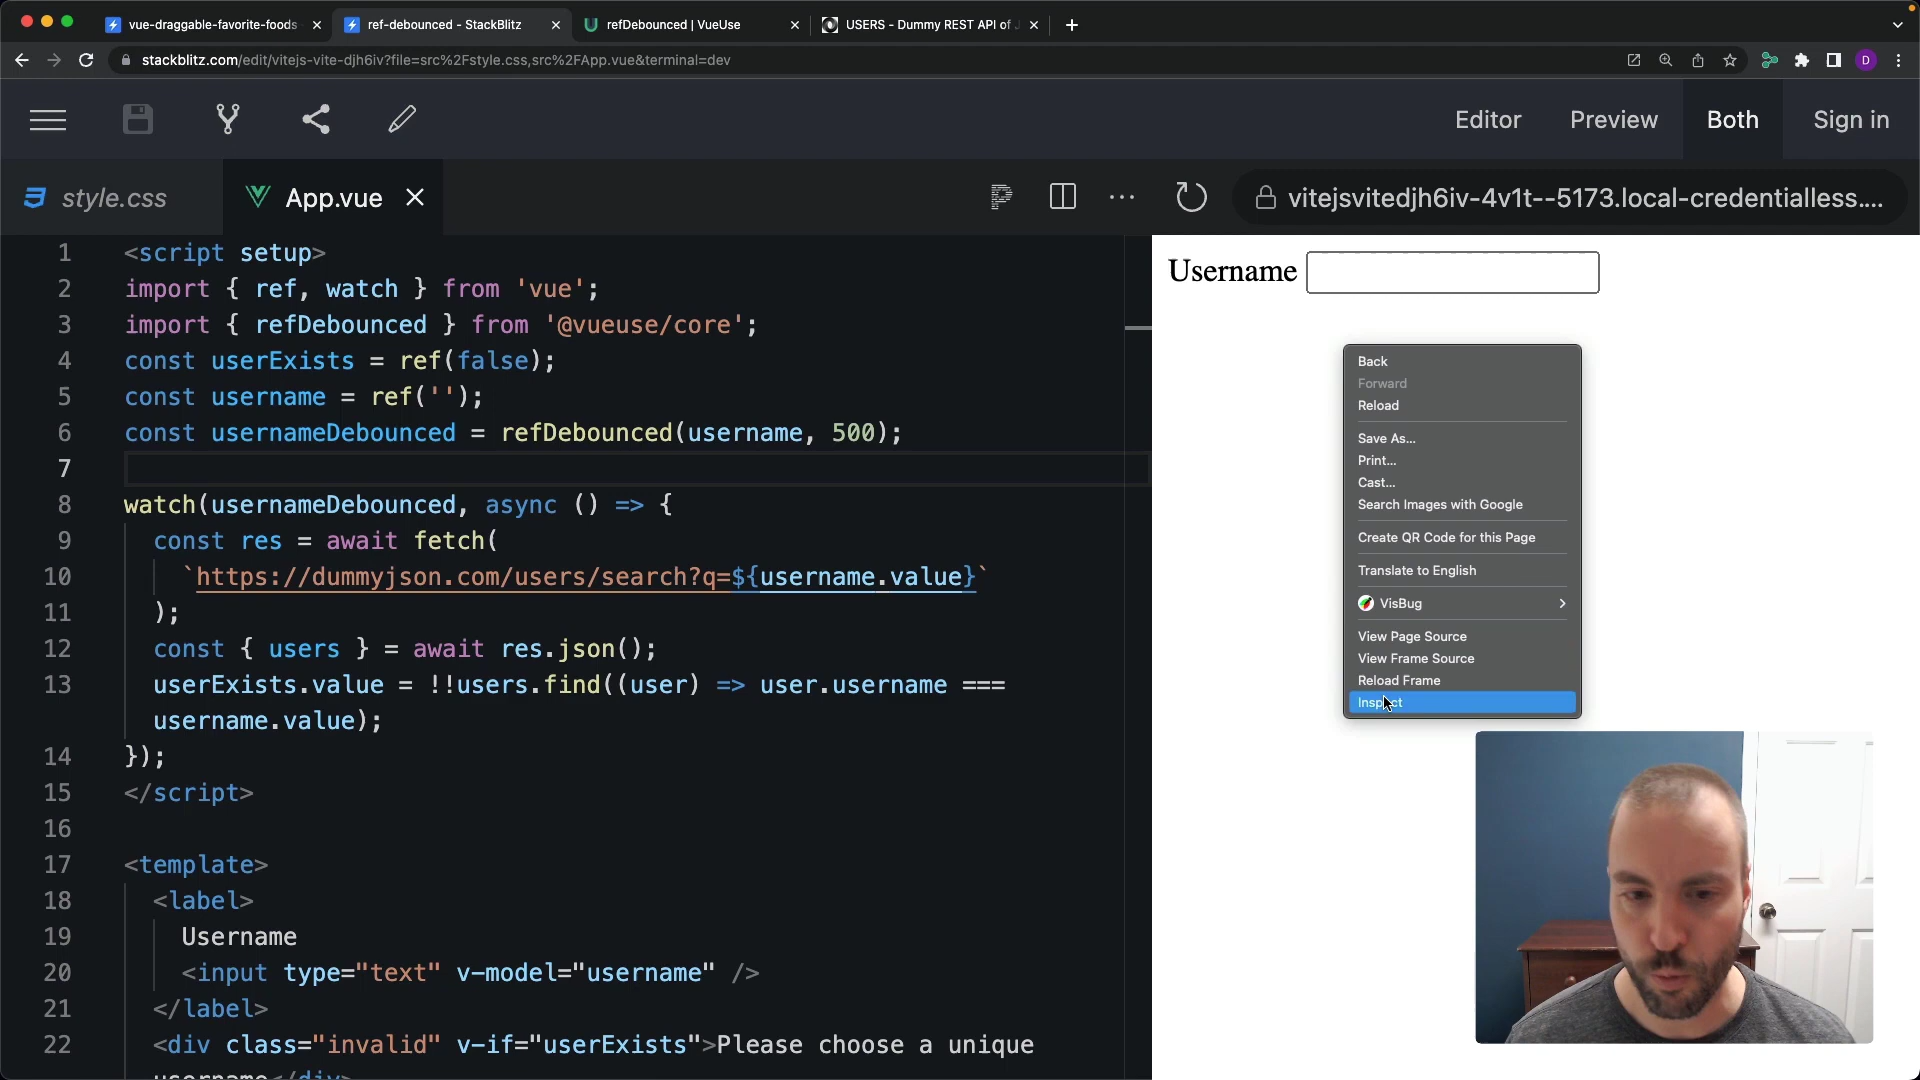 vue-draggable-favorite-foods
ref-debounced - StackBlitz
refDebounced | VueUse
USERS - Dummy REST API of
stackblitz.com/edit/vitejs-vite-djh6iv?file=src%2Fstyle.css,src%2FApp.vue&terminal=dev
D
Editor
Preview
Both
Sign in
style.css
App.vue
vitejsvitedjh6iv-4v1t--5173.local-credentialless....
1 <script setup>
2 import { ref, watch } from 'vue';
3 import { refDebounced } from '@vueuse/core';
4 const userExists = ref(false);
5 const username = ref('');
6 const usernameDebounced = refDebounced(username, 500);
7
8 watch(usernameDebounced, async () => {
9 const res = await fetch(
10 `https://dummyjson.com/users/search?q=${username.value}`
11 );
12 const { users } = await res.json();
13 userExists.value = !!users.find((user) => user.username ===
username.value);
14 });
15 </script>
16
17 <template>
18 <label>
19 Username
20 <input type="text" v-model="username" />
21 </label>
22 <div class="invalid" v-if="userExists">Please choose a unique
username</div>
Username
Back
Forward
Reload
Save As...
Print...
Cast...
Search Images with Google
Create QR Code for this Page
Translate to English
VisBug
View Page Source
View Frame Source
Reload Frame
Inspect